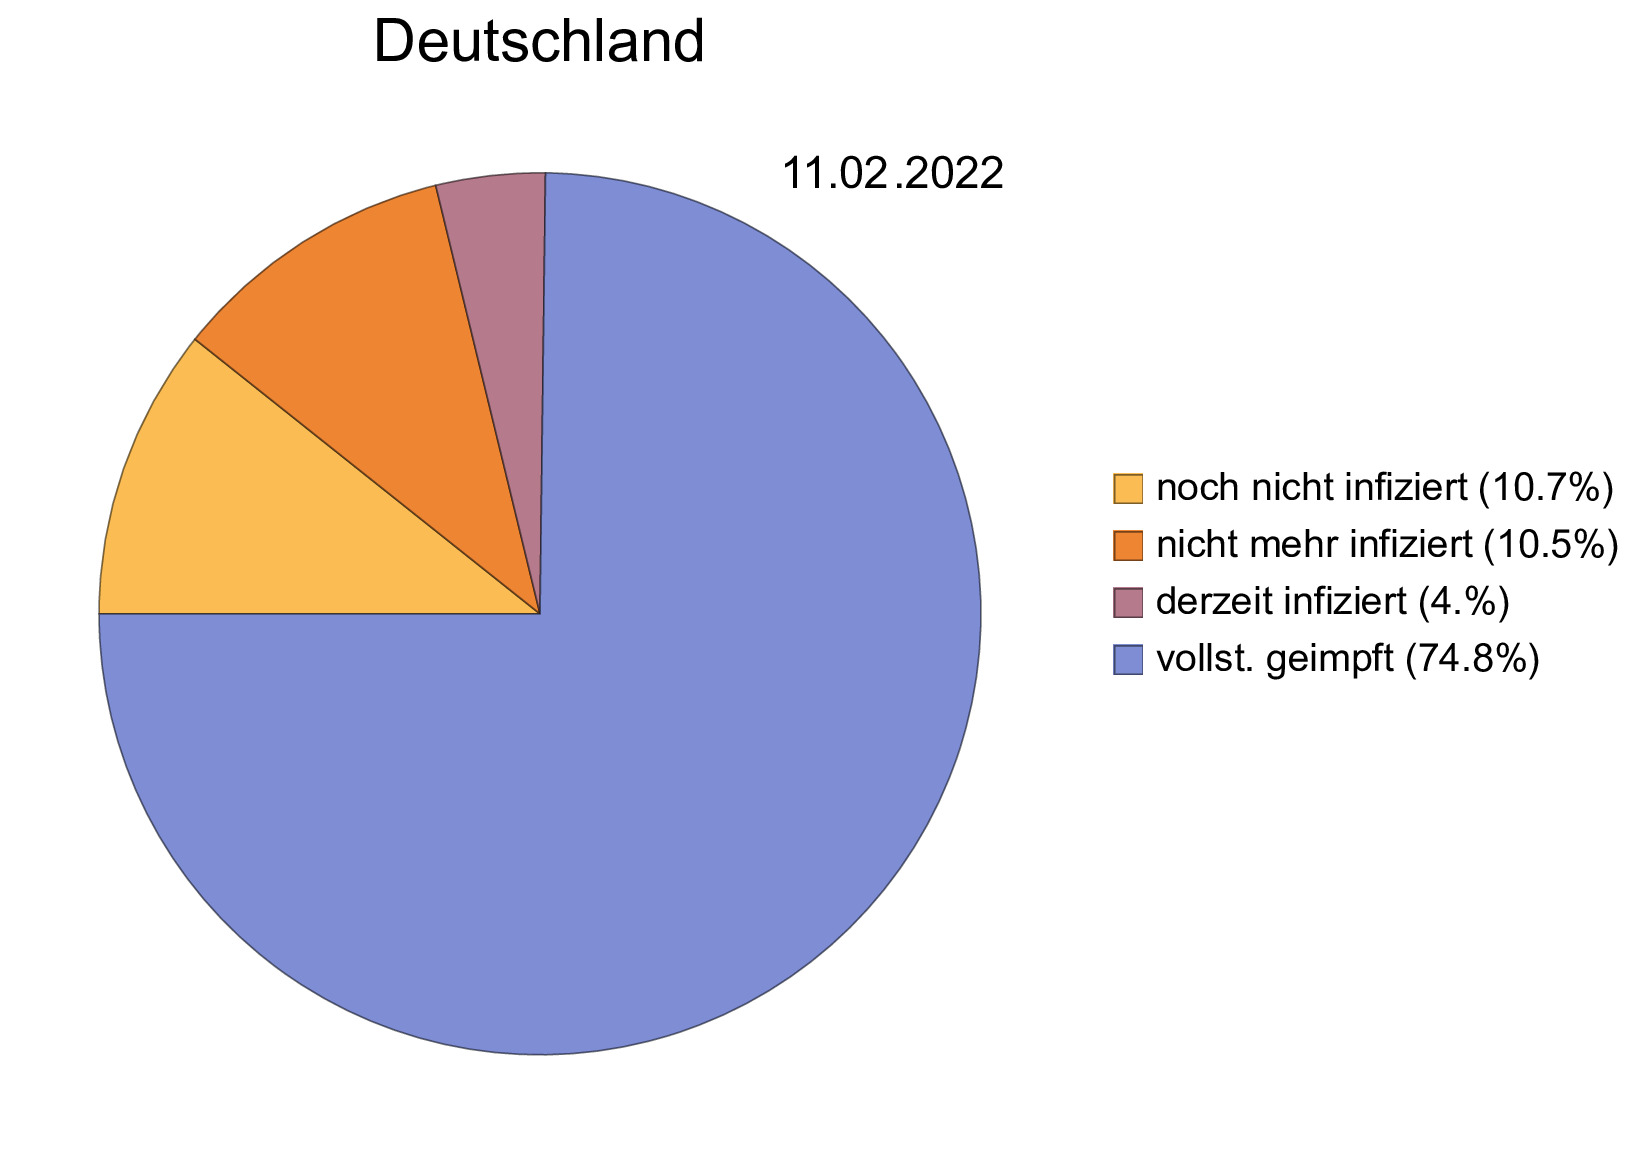 Deutschland
11.02.2022
noch nicht infiziert (10.7%)
nicht mehr infiziert (10.5%)
derzeit infiziert (4.%)
vollst. geimpft (74.8%)